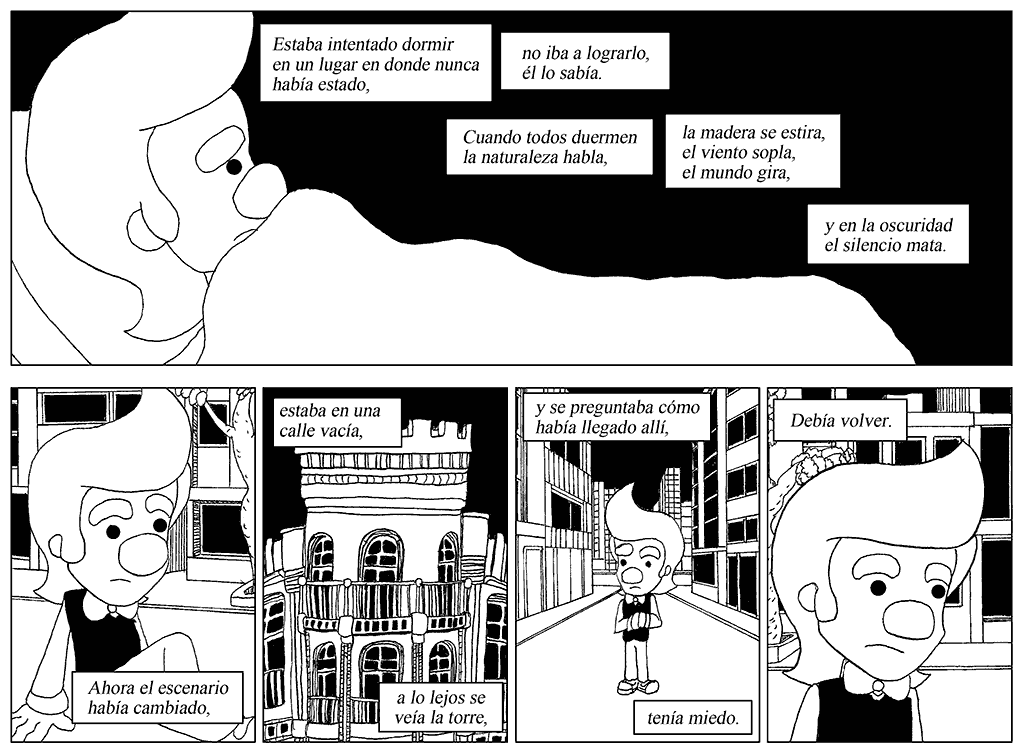 Estaba intentado dormir
en un lugar en donde nunca
había estado,
no iba a lograrlo,
él lo sabía.
Cuando todos duermen
la naturaleza habla,
la madera se estira,
el viento sopla,
el mundo gira,
y en la oscuridad
el silencio mata.
Ahora el escenario
había cambiado,
estaba en una
calle vacía,
a lo lejos se
veía la torre,
y se preguntaba cómo
había llegado allí,
tenía miedo.
Debía volver.